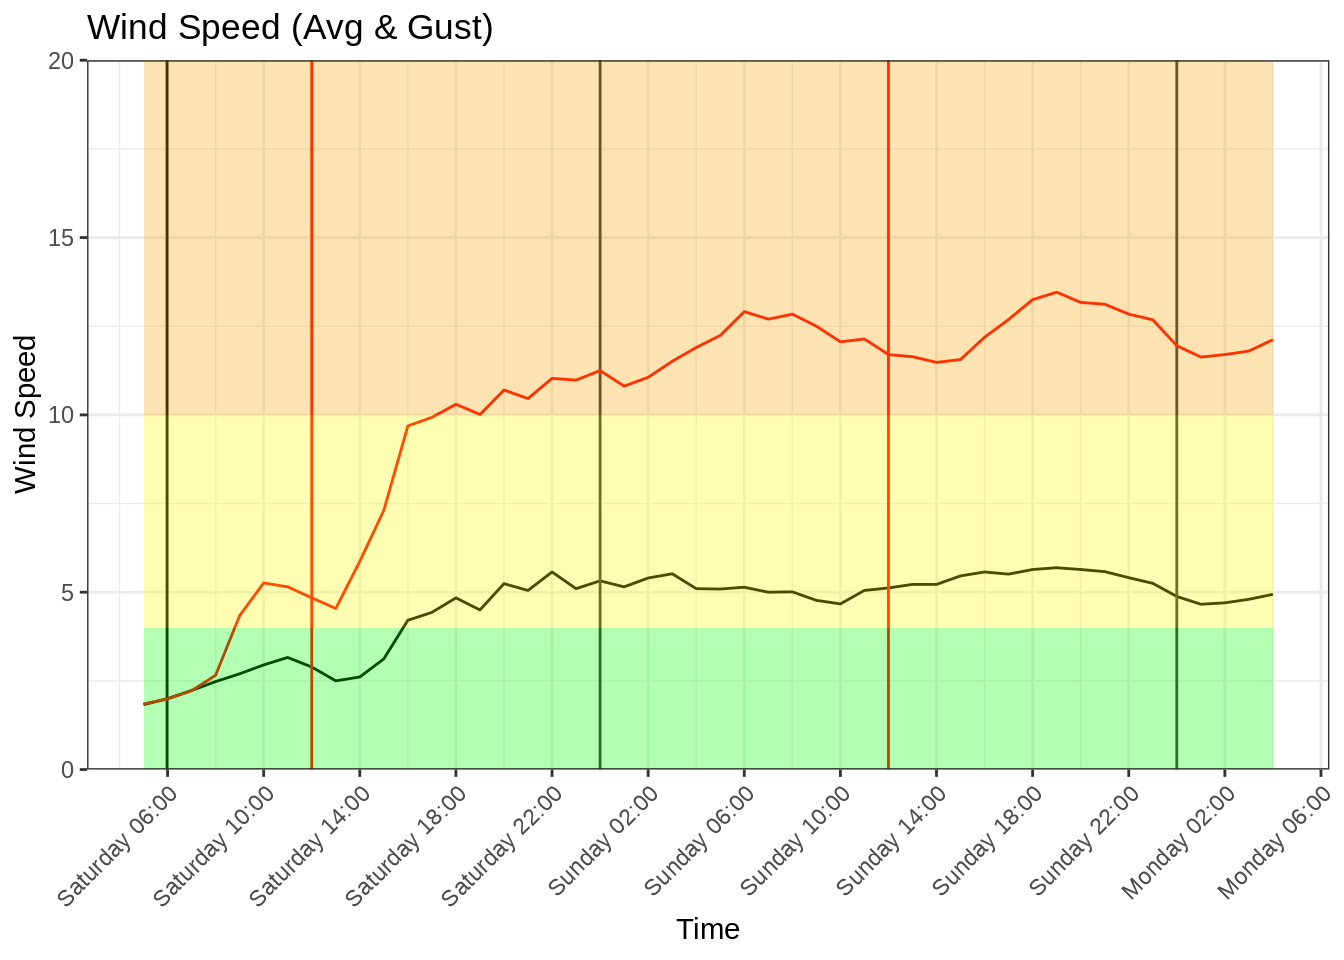 Wind Speed (Avg & Gust)
20
15
10
5
0
Wind Speed
Saturday 06:00
Saturday 10:00
Saturday 14:00
Saturday 18:00
Saturday 22:00
Sunday 02:00
Sunday 06:00
Sunday 10:00
Sunday 14:00
Sunday 18:00
Sunday 22:00
Monday 02:00
Monday 06:00
Time